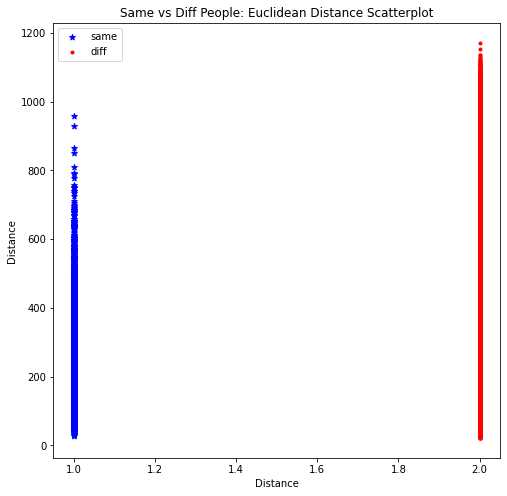 Same vs Diff People: Euclidean Distance Scatterplot
same
diff
1200
1000
800
600
400
200
0
Distance
1.0 1.2 1.4 1.6 1.8 2.0
Distance